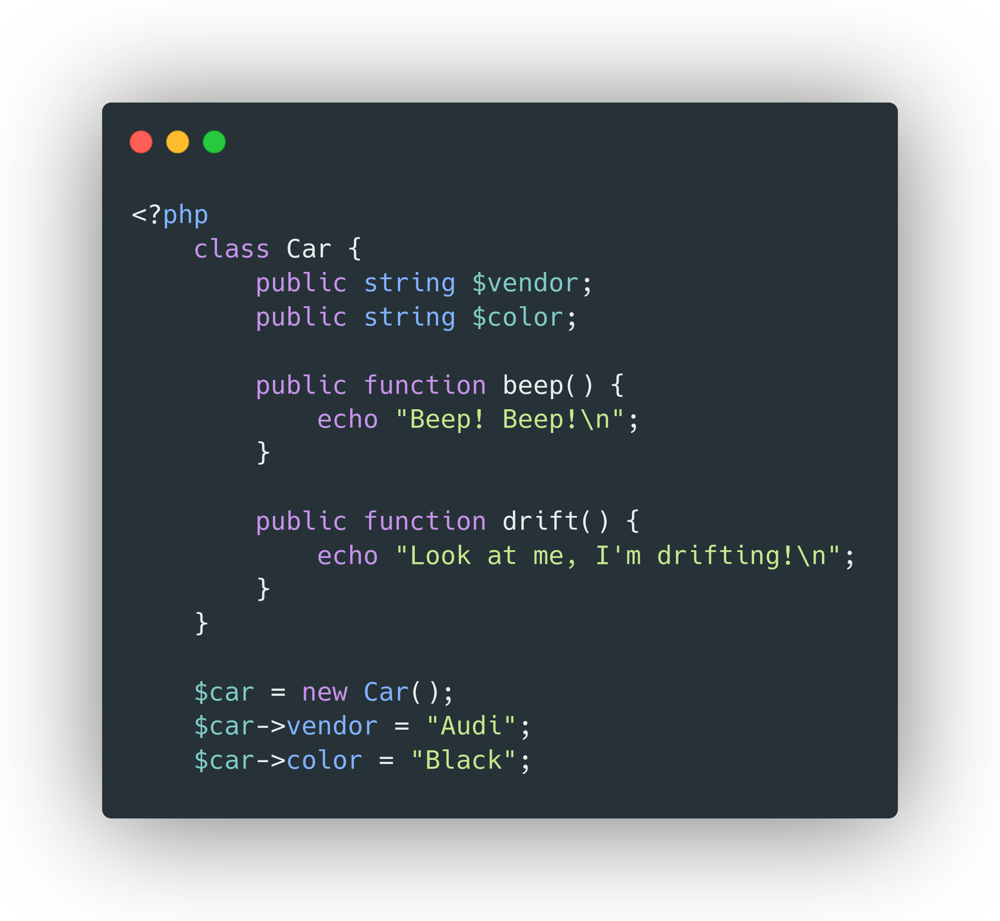 <?php
    class Car {
        public string $vendor;
        public string $color;

        public function beep() {
            echo "Beep! Beep!\n";
        }

        public function drift() {
            echo "Look at me, I'm drifting!\n";
        }
    }

    $car = new Car();
    $car->vendor = "Audi";
    $car->color = "Black";